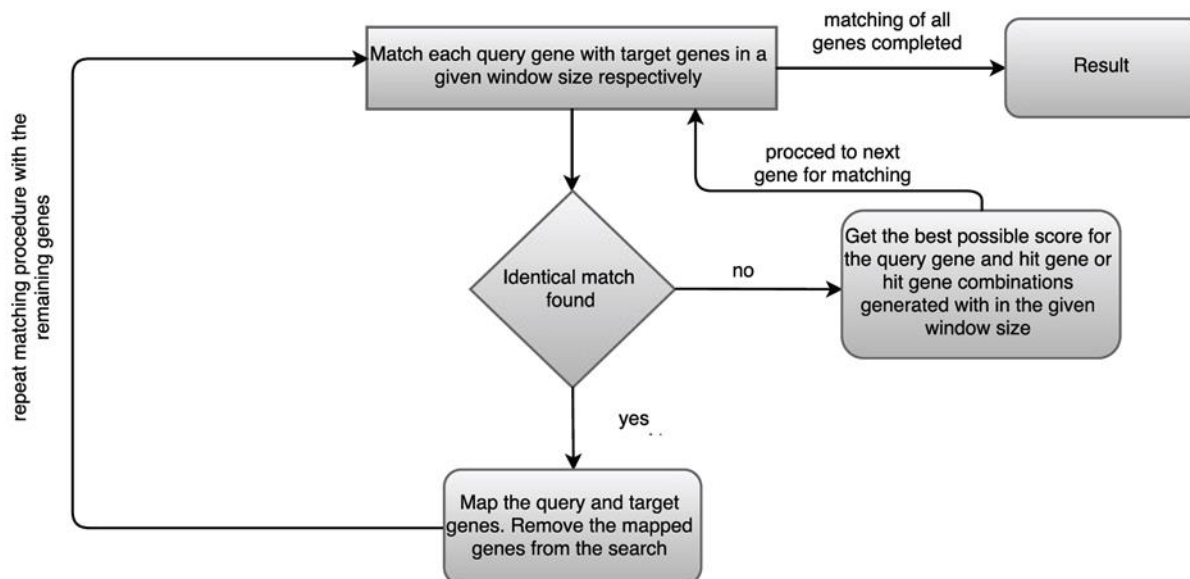 matching of all
genes completed
Match each query gene with target genes in a
given window size respectively
Result
procced to next
gene for matching
repeat matching procedure with the
remaining genes
Identical match
found
no
Get the best possible score for
the query gene and hit gene or
hit gene combinations
generated with in the given
window size
yes
Map the query and target
genes. Remove the mapped
genes from the search